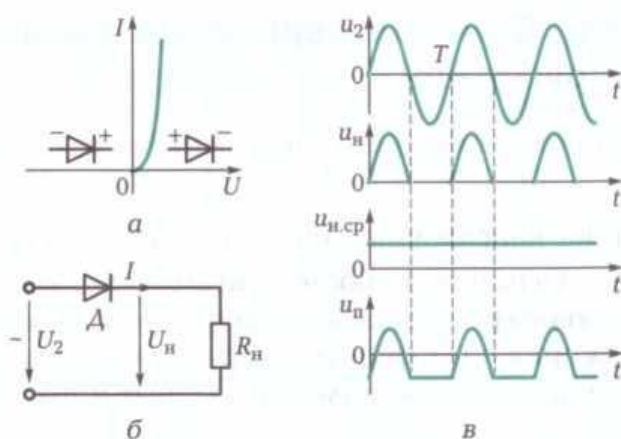 I
− + + −
0 U
а
I
Д
~ U₂ Uн Rн
б
u₂
0 T t
uн
0 t
uн.ср
0 t
uп
0 t
в